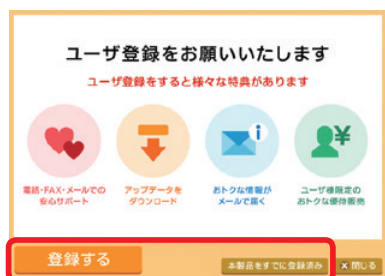 ユーザ登録をお願いいたします
ユーザ登録をすると様々な特典があります
電話・FAX・メールでの
安心サポート
アップデータを
ダウンロード
おトクな情報が
メールで届く
ユーザ様限定の
おトクな優待販売
登録する
本製品をすでに登録済み
× 閉じる